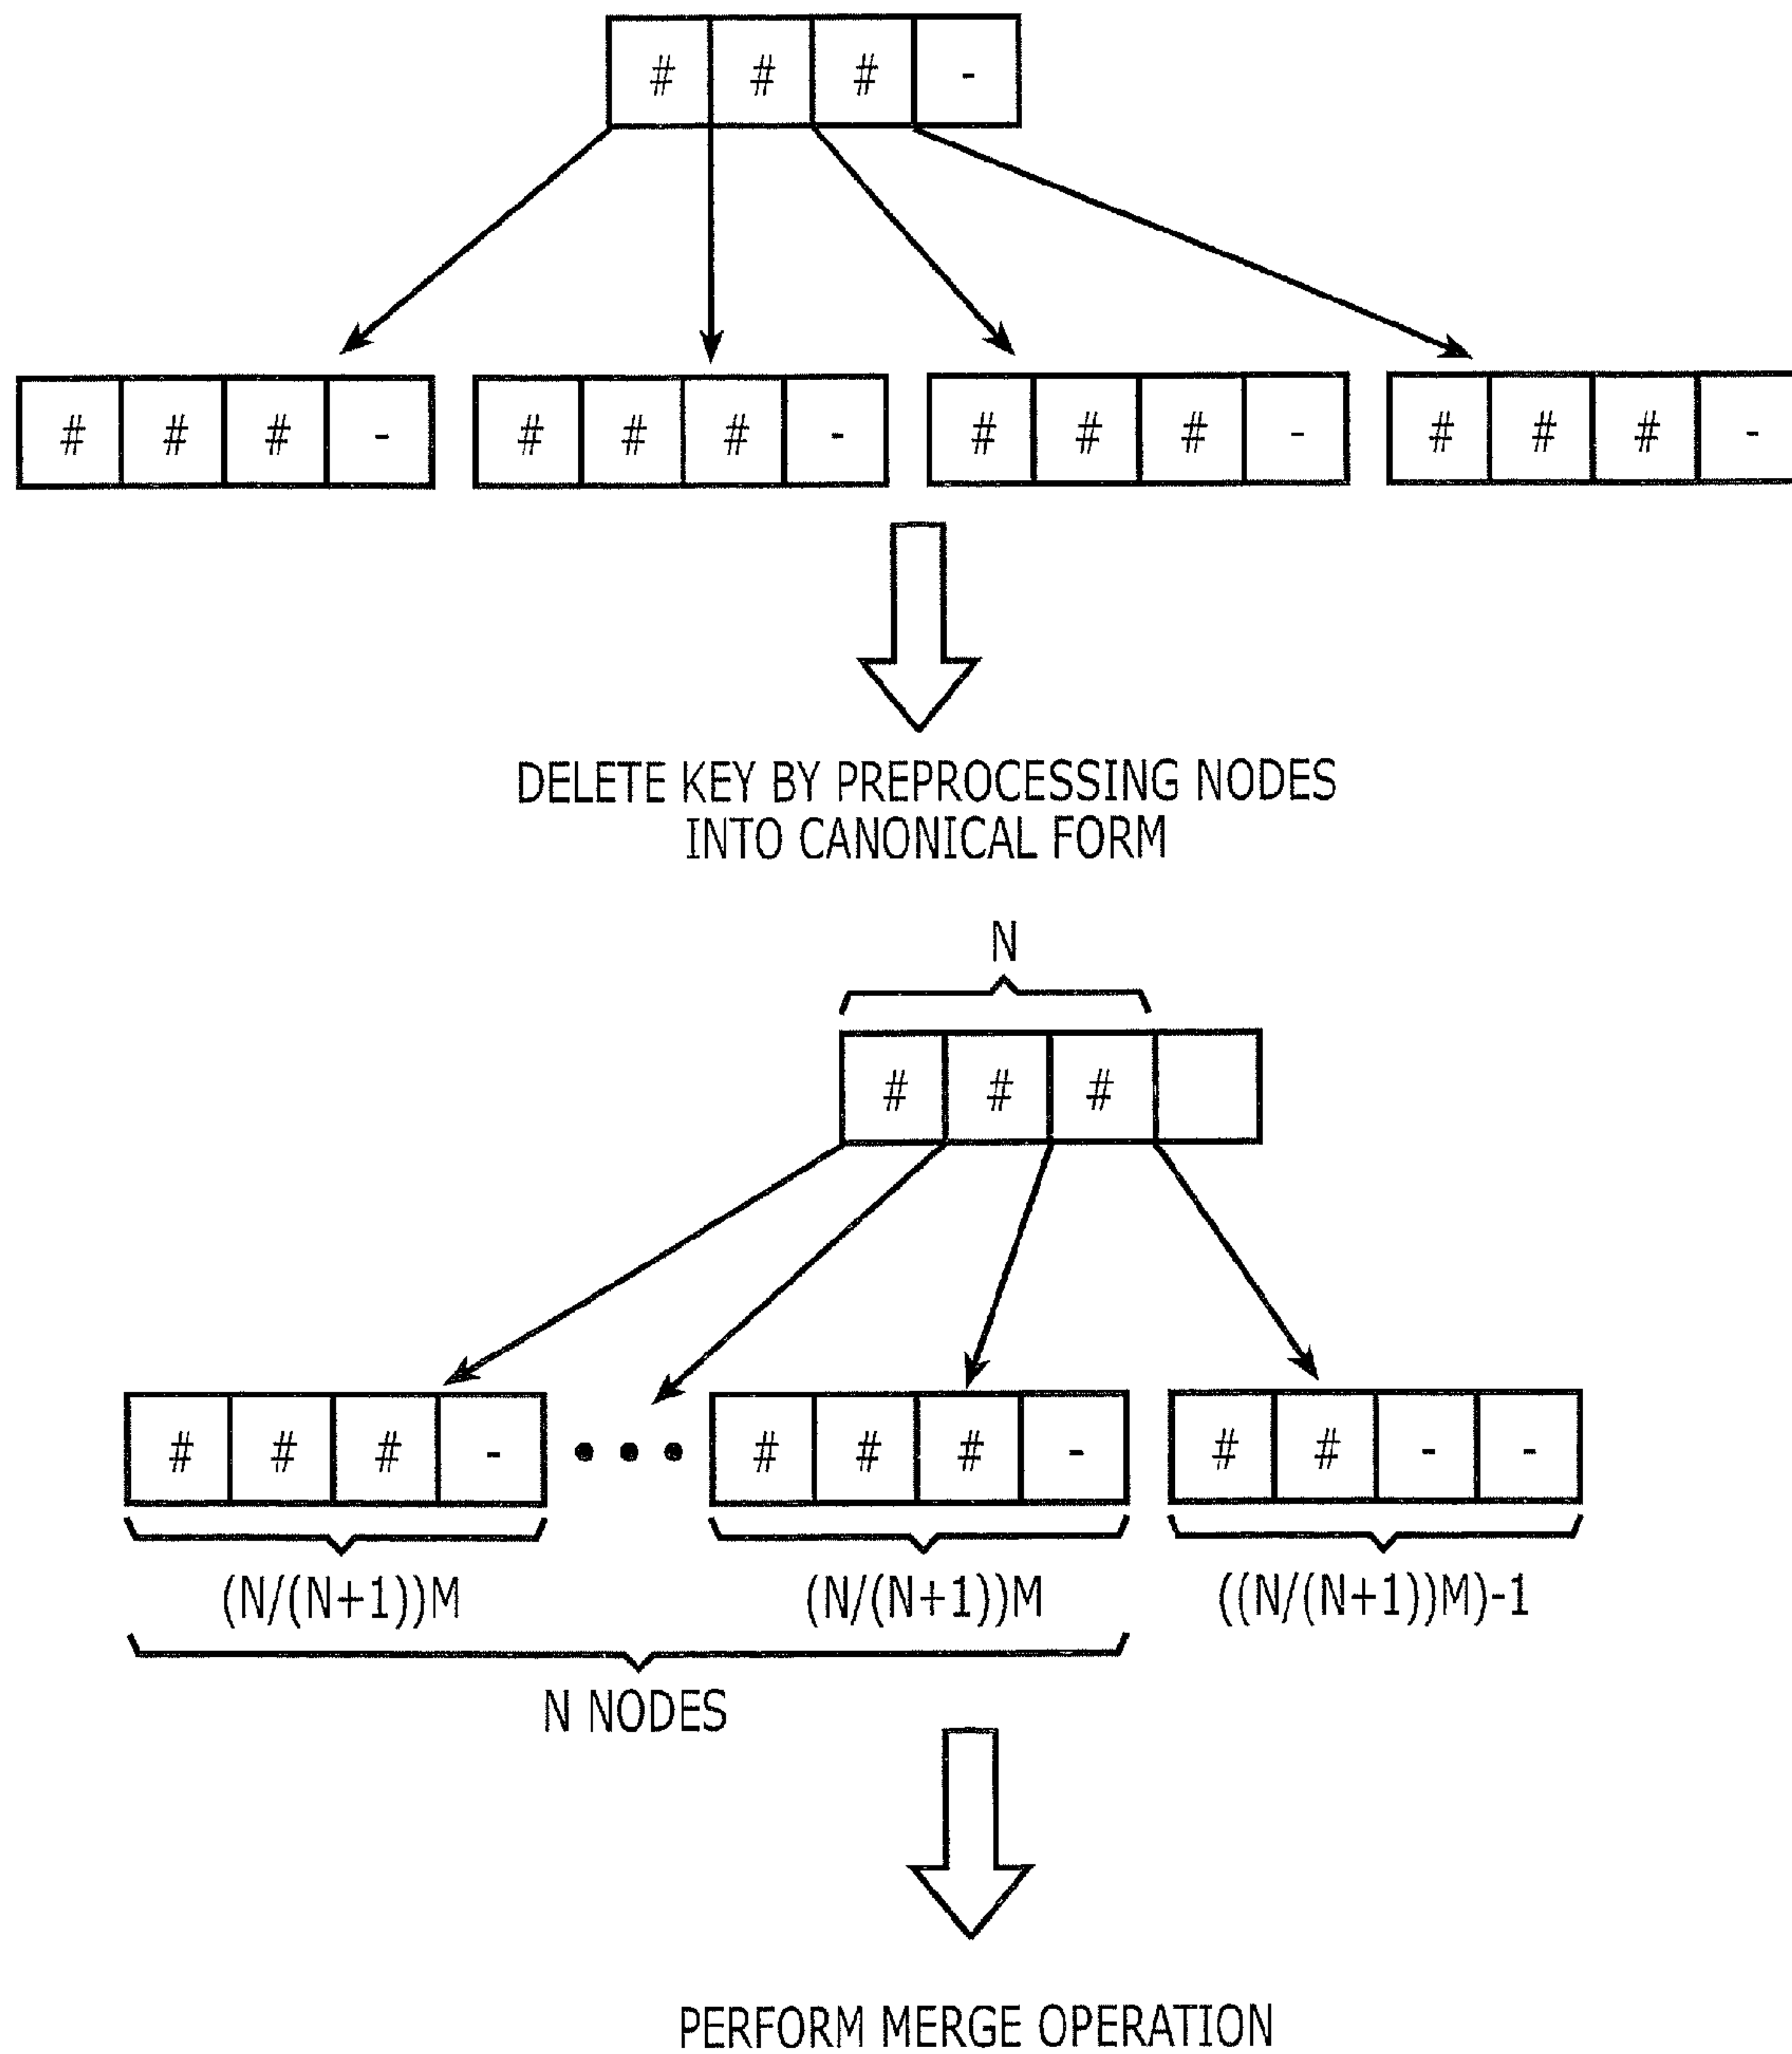 # # # -
# # # - # # # - # # # - # # # -
DELETE KEY BY PREPROCESSING NODES
INTO CANONICAL FORM
N
# # #
# # # - ••• # # # - # # - -
(N/(N+1))M (N/(N+1))M ((N/(N+1))M)-1
N NODES
PERFORM MERGE OPERATION